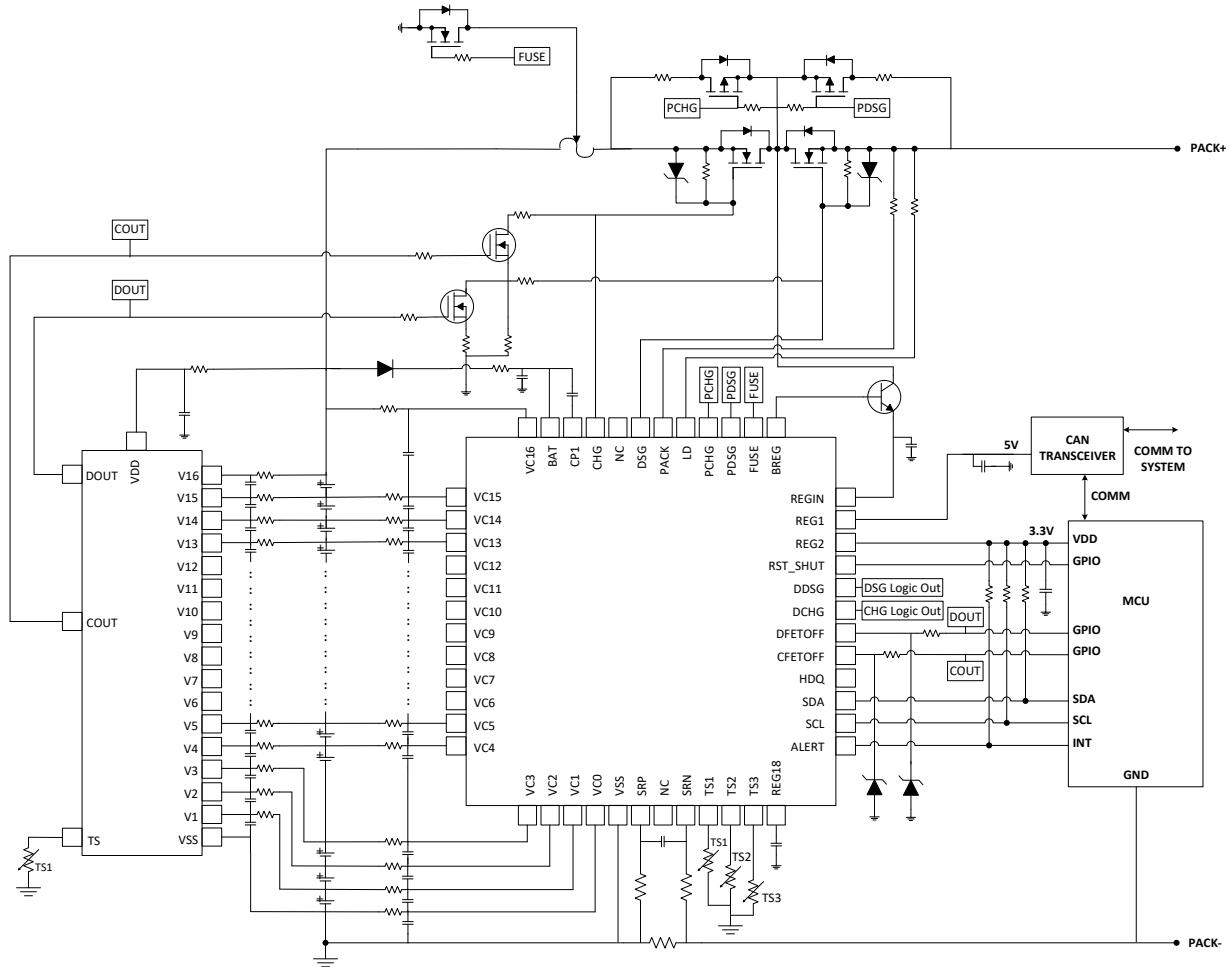 FUSE
PCHG
PDSG
PACK+
COUT
DOUT
PCHG
PDSG
FUSE
VC16
BAT
CP1
CHG
NC
DSG
PACK
LD
PCHG
PDSG
FUSE
BREG
5V
CAN
TRANSCEIVER
COMM TO
SYSTEM
COMM
VDD
DOUT
COUT
TS
V16
V15
V14
V13
V12
V11
V10
V9
V8
V7
V6
V5
V4
V3
V2
V1
VSS
TS1
VC15
VC14
VC13
VC12
VC11
VC10
VC9
VC8
VC7
VC6
VC5
VC4
REGIN
REG1
REG2
RST_SHUT
DDSG
DCHG
DFETOFF
CFETOFF
HDQ
SDA
SCL
ALERT
DSG Logic Out
CHG Logic Out
DOUT
COUT
3.3V
VDD
GPIO
MCU
GPIO
GPIO
SDA
SCL
INT
GND
VC3
VC2
VC1
VC0
VSS
SRP
NC
SRN
TS1
TS2
TS3
REG18
TS1
TS2
TS3
PACK-